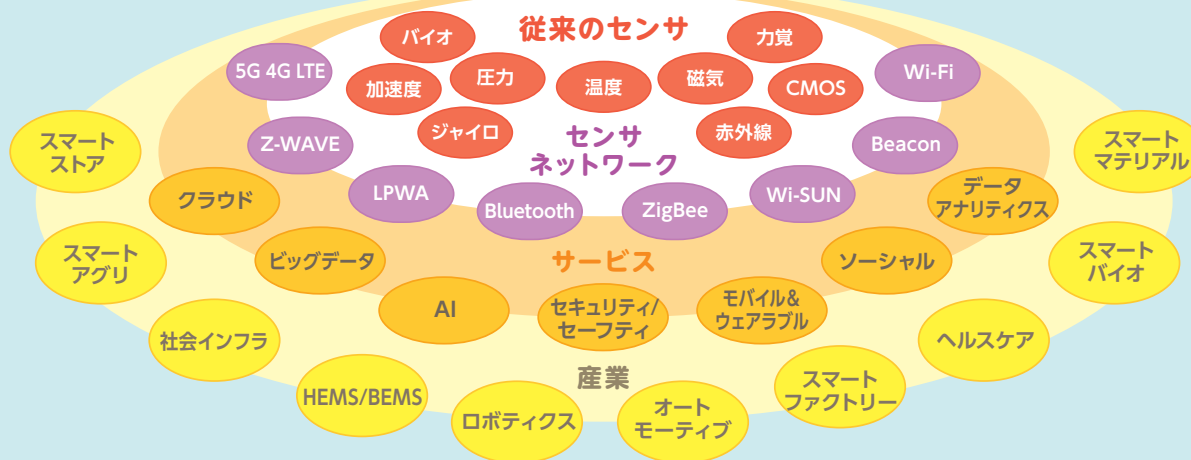 従来のセンサ
バイオ
力覚
5G 4G LTE
加速度
圧力
温度
磁気
CMOS
Wi-Fi
ジャイロ
赤外線
センサ
ネットワーク
Z-WAVE
Beacon
LPWA
Bluetooth
ZigBee
Wi-SUN
スマート
ストア
スマート
マテリアル
クラウド
データ
アナリティクス
ビッグデータ
サービス
ソーシャル
スマート
アグリ
スマート
バイオ
AI
セキュリティ/
セーフティ
モバイル&
ウェアラブル
社会インフラ
ヘルスケア
産業
HEMS/BEMS
ロボティクス
オート
モーティブ
スマート
ファクトリー